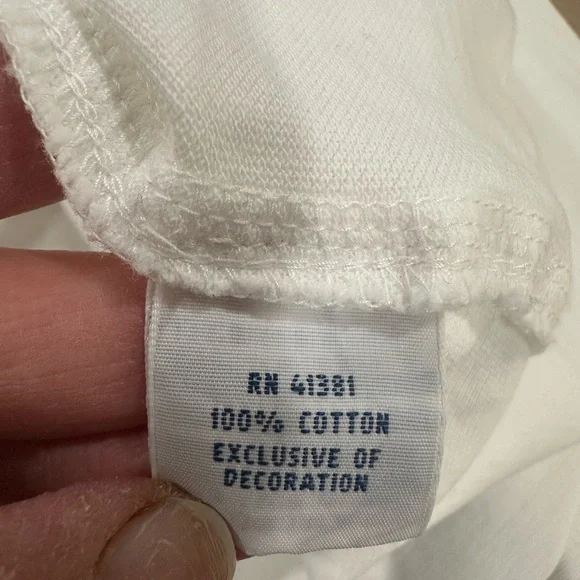 RN 41381
100% COTTON
EXCLUSIVE OF
DECORATION